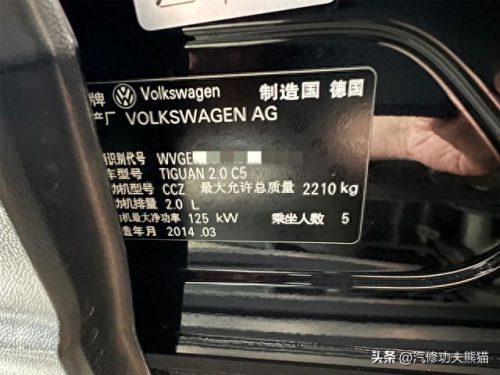 牌 Volkswagen 制造国 德国
产厂 VOLKSWAGEN AG
识别代号 WVGE
车型号 TIGUAN 2.0 C5
动机型号 CCZ 最大允许总质量 2210 kg
机排量 2.0 L
机最大净功率 125 kW 乘坐人数 5
造年月 2014.03
头条 @汽修功夫熊猫